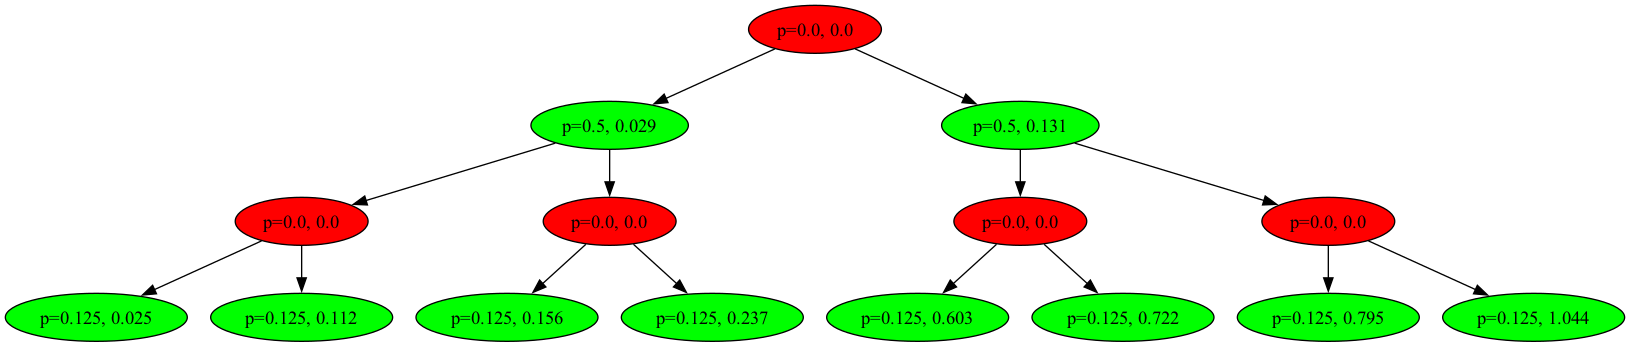 p=0.0, 0.0
p=0.5, 0.029
p=0.5, 0.131
p=0.0, 0.0
p=0.0, 0.0
p=0.0, 0.0
p=0.0, 0.0
p=0.125, 0.025
p=0.125, 0.112
p=0.125, 0.156
p=0.125, 0.237
p=0.125, 0.603
p=0.125, 0.722
p=0.125, 0.795
p=0.125, 1.044